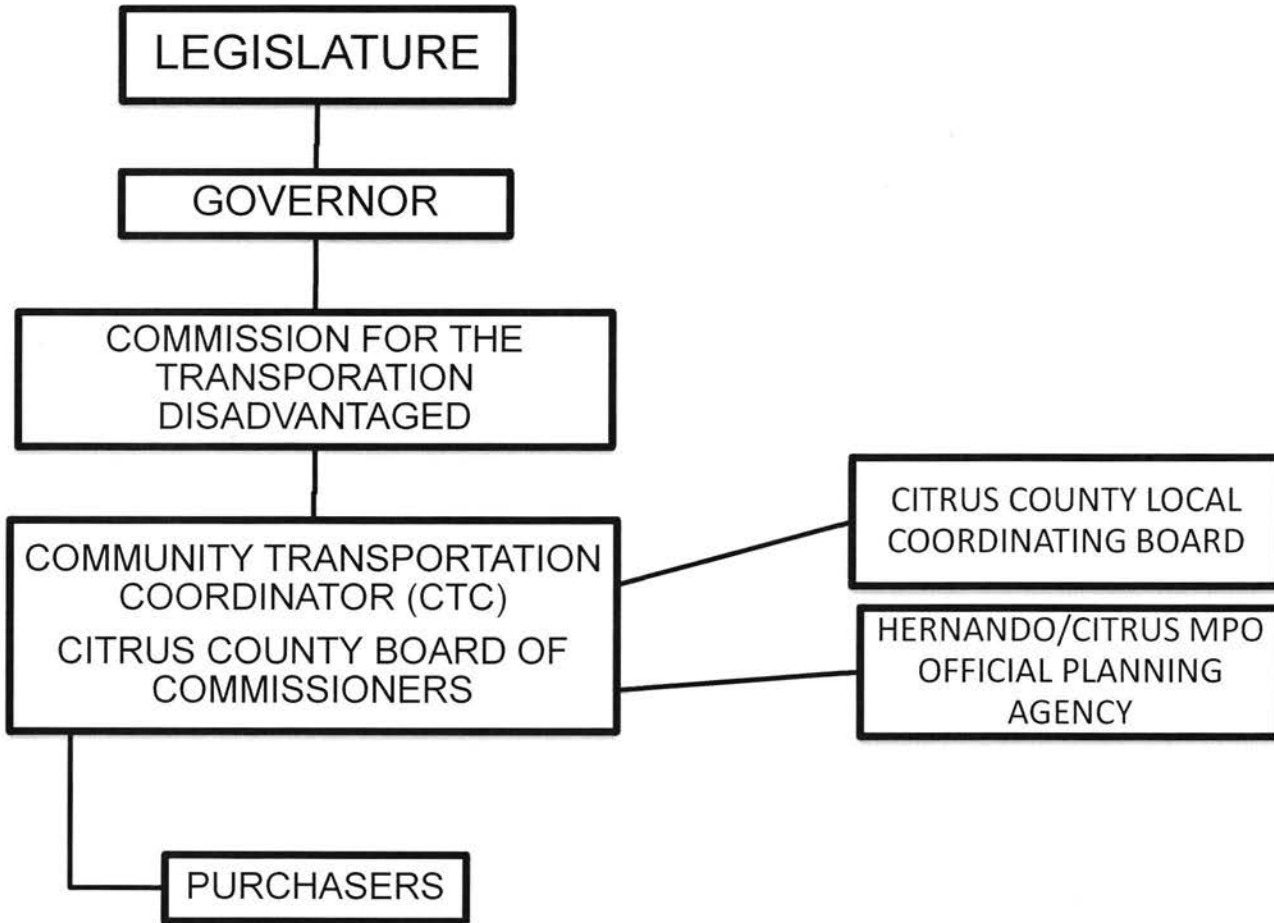 LEGISLATURE
GOVERNOR
COMMISSION FOR THE
TRANSPORATION
DISADVANTAGED
COMMUNITY TRANSPORTATION
COORDINATOR (CTC)
CITRUS COUNTY BOARD OF
COMMISSIONERS
CITRUS COUNTY LOCAL
COORDINATING BOARD
HERNANDO/CITRUS MPO
OFFICIAL PLANNING
AGENCY
PURCHASERS